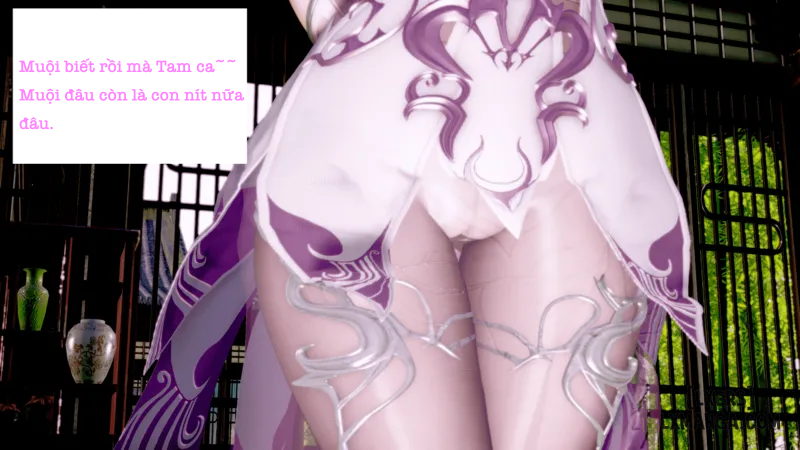 Muội biết rồi mà Tam ca~~
Muội đâu còn là con nít nữa
đâu.